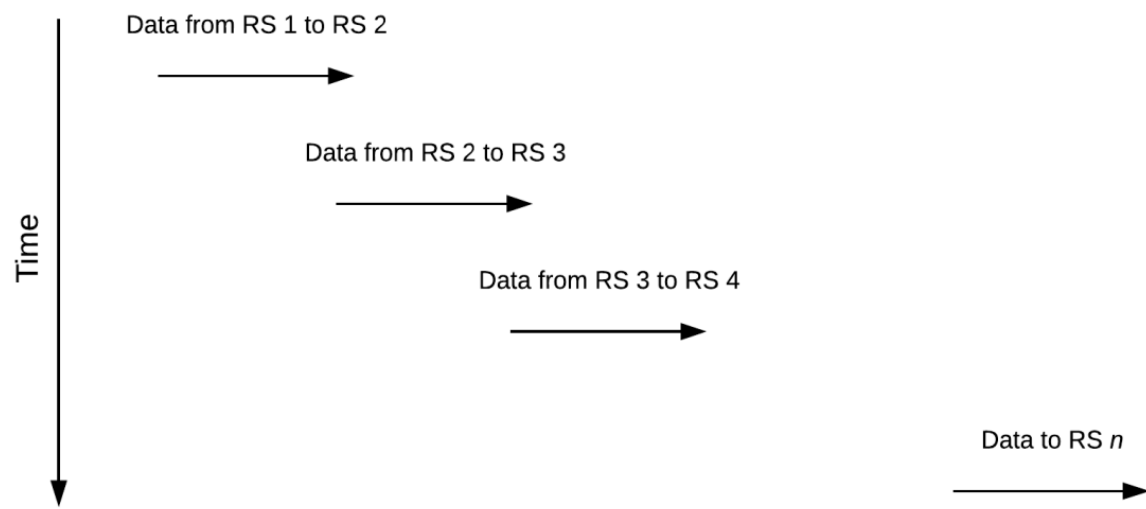 Data from RS 1 to RS 2
Data from RS 2 to RS 3
Time
Data from RS 3 to RS 4
Data to RS n